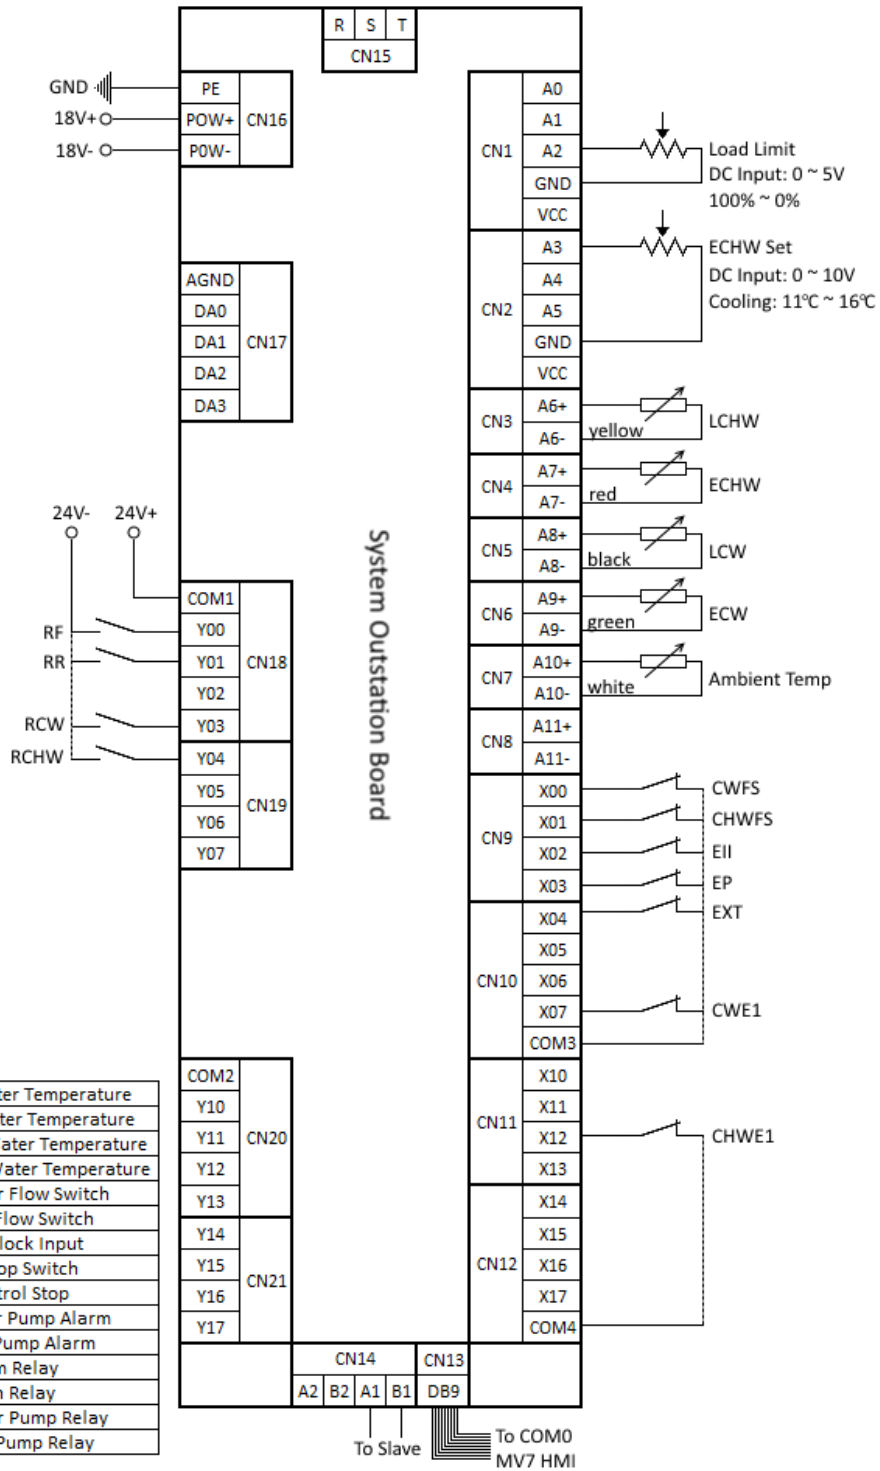 R S T
CN15
GND
18V+
18V-
PE
POW+
POW-
CN16
AGND
DA0
DA1
DA2
DA3
CN17
24V- 24V+
RF
RR
RCW
RCHW
COM1
Y00
Y01
Y02
Y03
CN18
Y04
Y05
Y06
Y07
CN19
COM2
Y10
Y11
Y12
Y13
CN20
Y14
Y15
Y16
Y17
CN21
System Outstation Board
CN1
A0
A1
A2
GND
VCC
Load Limit
DC Input: 0 ~ 5V
100% ~ 0%
CN2
A3
A4
A5
GND
VCC
ECHW Set
DC Input: 0 ~ 10V
Cooling: 11℃ ~ 16℃
CN3
A6+
A6-
yellow
LCHW
CN4
A7+
A7-
red
ECHW
CN5
A8+
A8-
black
LCW
CN6
A9+
A9-
green
ECW
CN7
A10+
A10-
white
Ambient Temp
CN8
A11+
A11-
CN9
X00
X01
X02
X03
CWFS
CHWFS
EII
EP
EXT
CN10
X04
X05
X06
X07
COM3
CWE1
CN11
X10
X11
X12
X13
CHWE1
CN12
X14
X15
X16
X17
COM4
CN14
A2 B2 A1 B1
CN13
DB9
To Slave
To COM0
MV7 HMI
ter Temperature
ter Temperature
ater Temperature
Water Temperature
r Flow Switch
Flow Switch
lock Input
op Switch
trol Stop
r Pump Alarm
Pump Alarm
Relay
Relay
r Pump Relay
Pump Relay